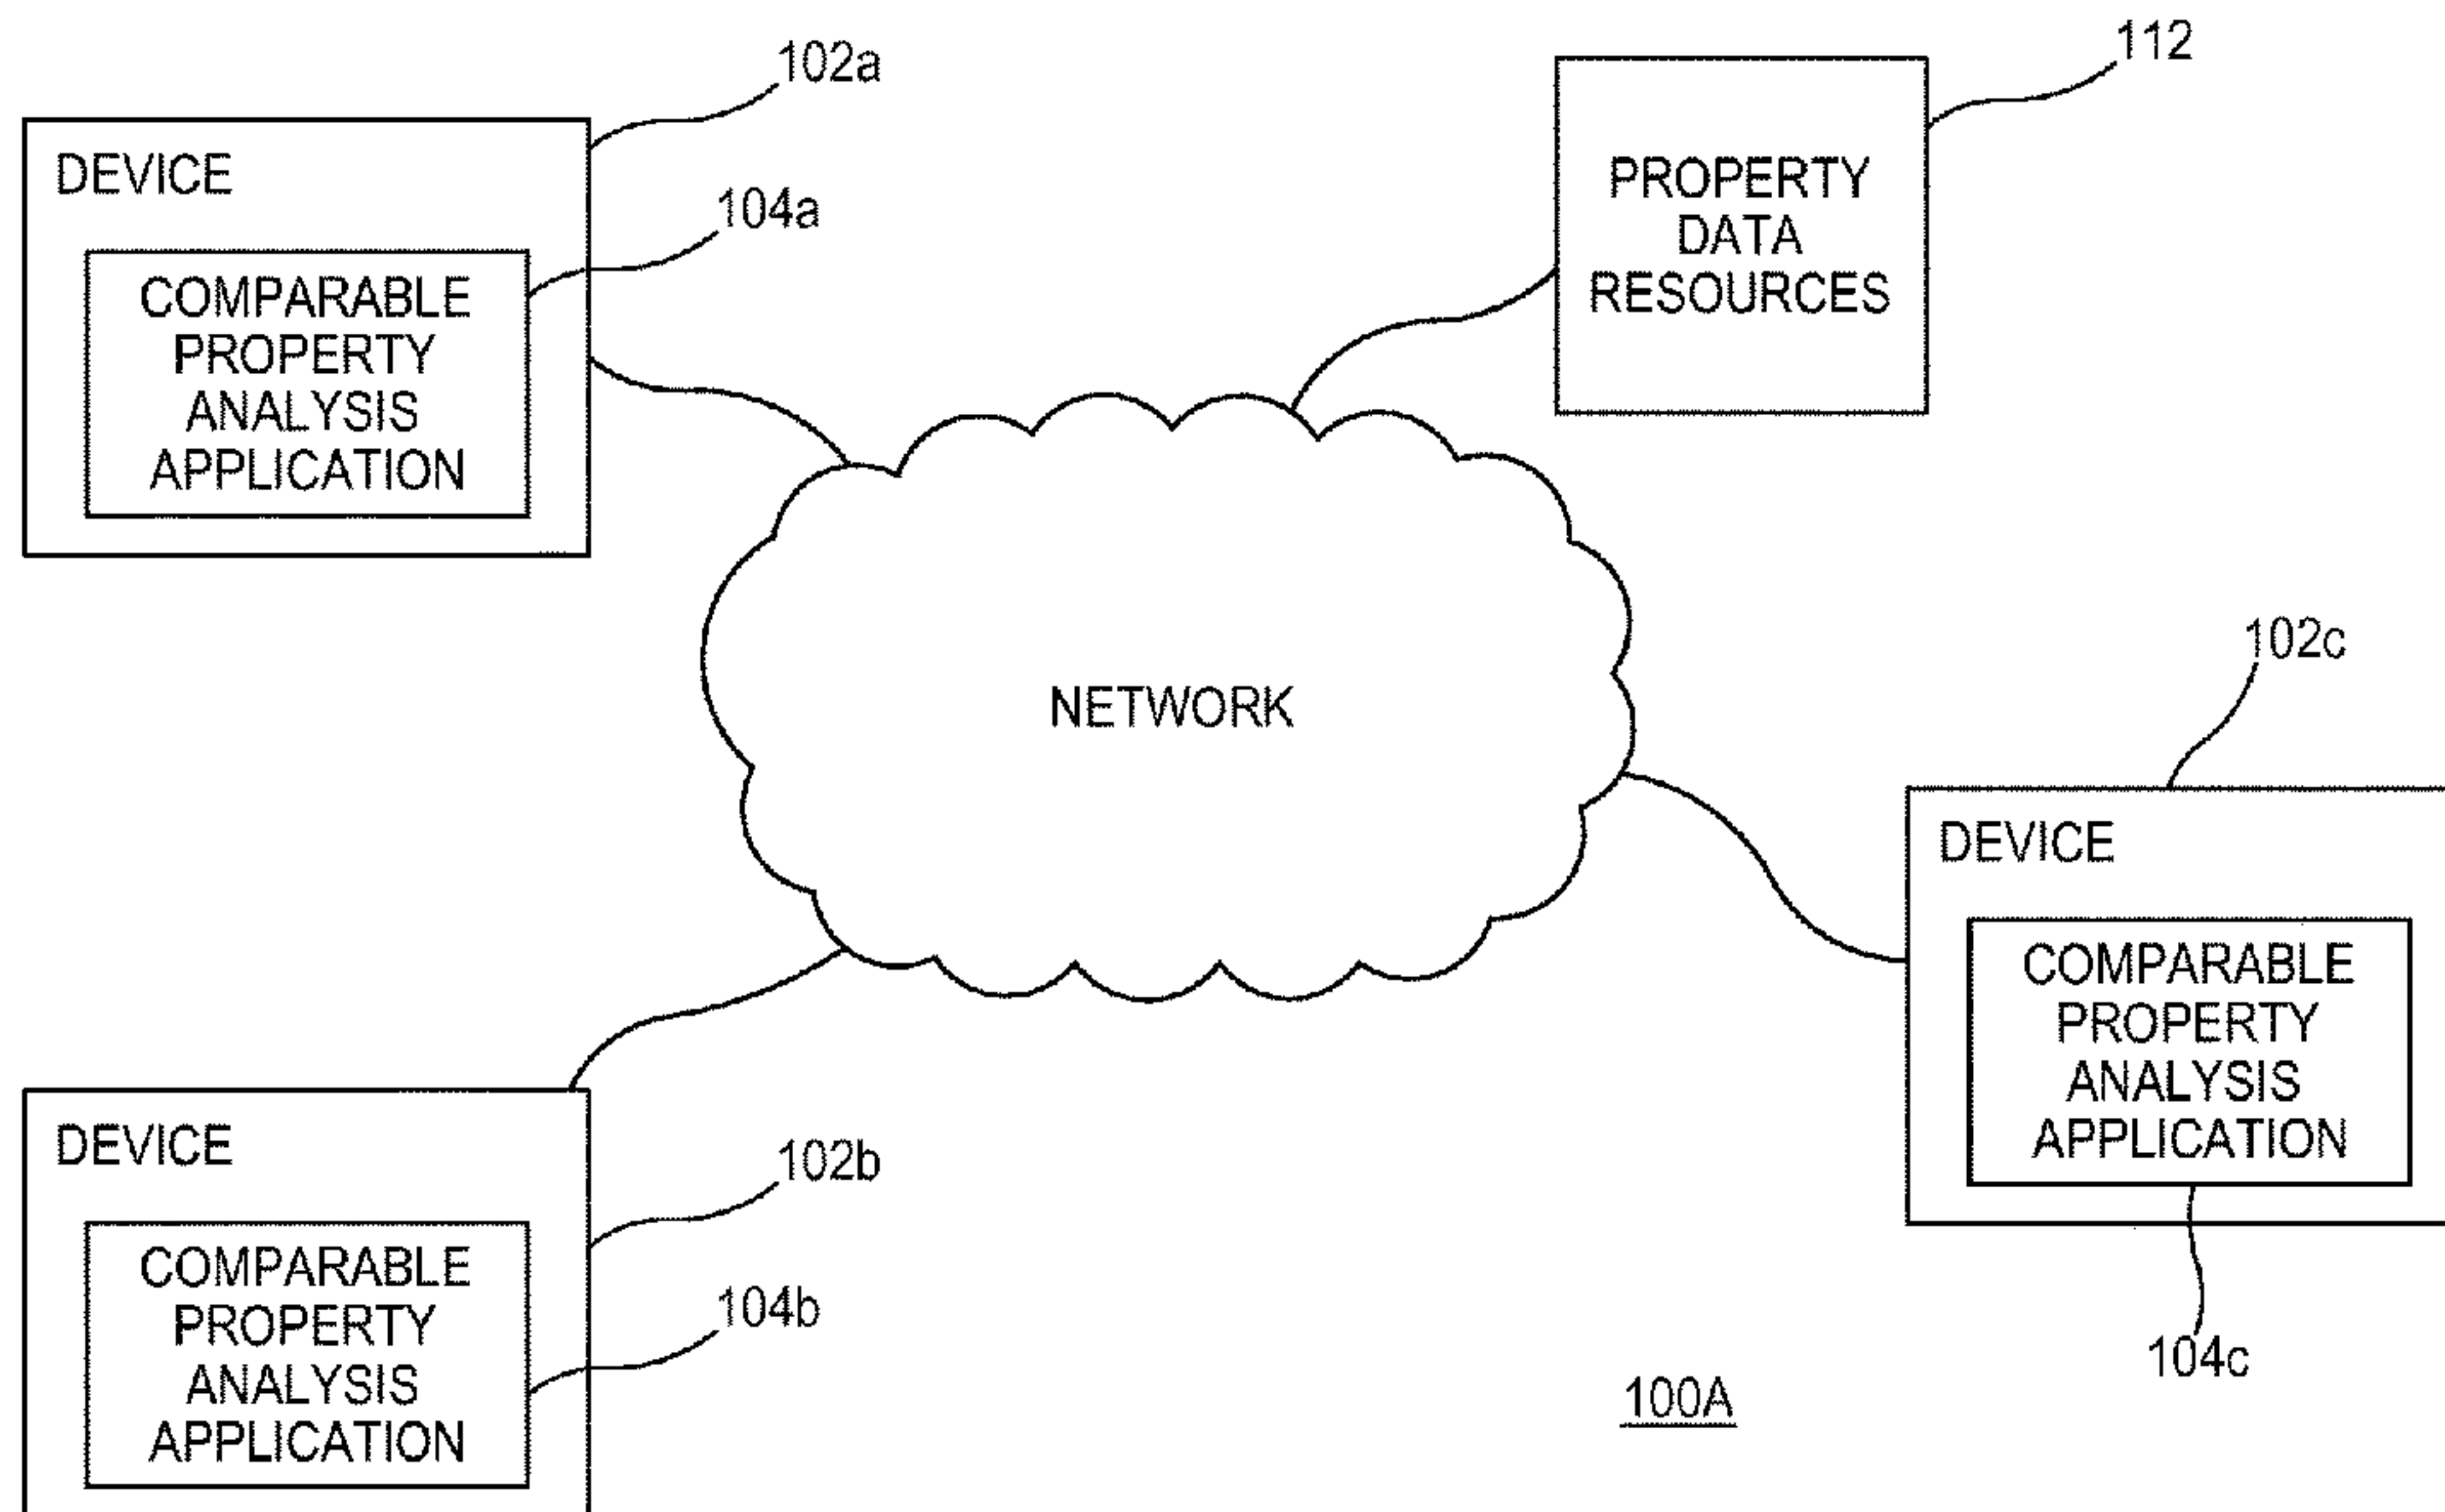 102a
DEVICE
104a
COMPARABLE
PROPERTY
ANALYSIS
APPLICATION
112
PROPERTY
DATA
RESOURCES
NETWORK
102c
DEVICE
COMPARABLE
PROPERTY
ANALYSIS
APPLICATION
104c
DEVICE
102b
COMPARABLE
PROPERTY
ANALYSIS
APPLICATION
104b
100A